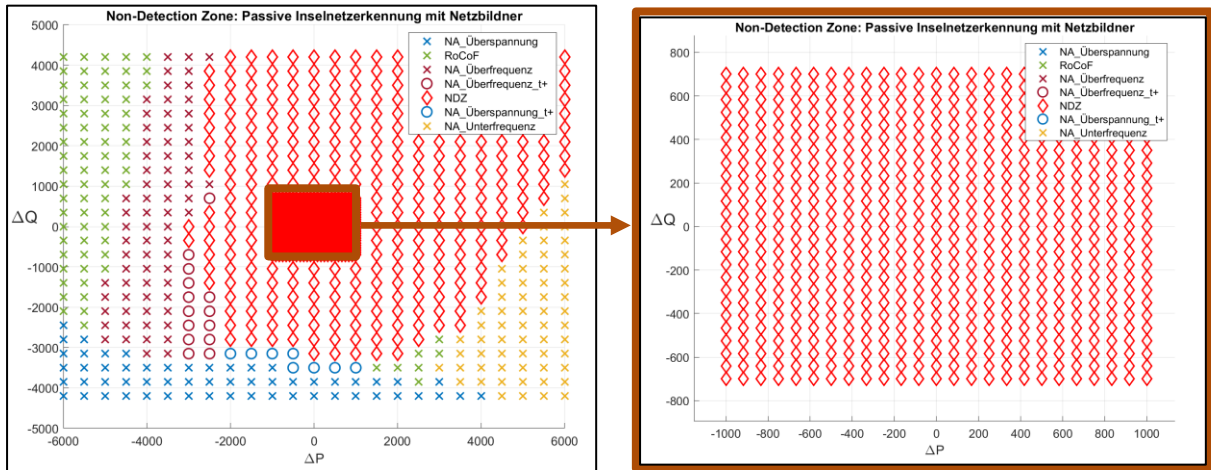 Non-Detection Zone: Passive Inselnetzerkennung mit Netzbildner
5000
4000
3000
2000
1000
0
-1000
-2000
-3000
-4000
-5000
ΔQ
-6000
-4000
-2000
0
2000
4000
6000
ΔP
NA_Überspannung
RoCoF
NA_Überfrequenz
NA_Überfrequenz_t+
NDZ
NA_Überspannung_t+
NA_Unterfrequenz
Non-Detection Zone: Passive Inselnetzerkennung mit Netzbildner
800
600
400
200
0
-200
-400
-600
-800
ΔQ
-1000
-800
-600
-400
-200
0
200
400
600
800
1000
ΔP
NA_Überspannung
RoCoF
NA_Überfrequenz
NA_Überfrequenz_t+
NDZ
NA_Überspannung_t+
NA_Unterfrequenz